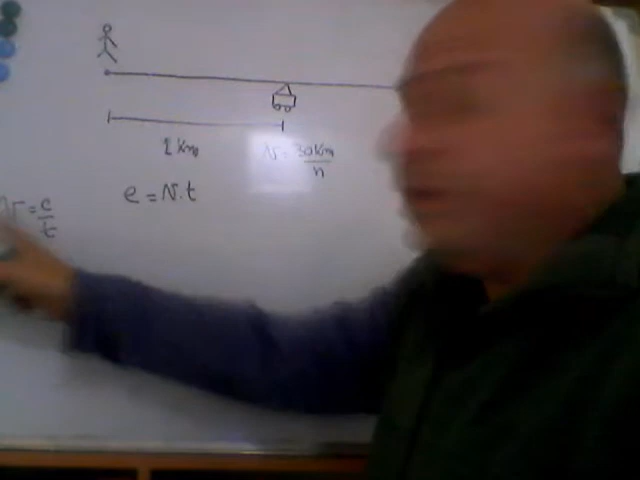 1 Km
v = 30 Km/h
e = v.t
v = e/t